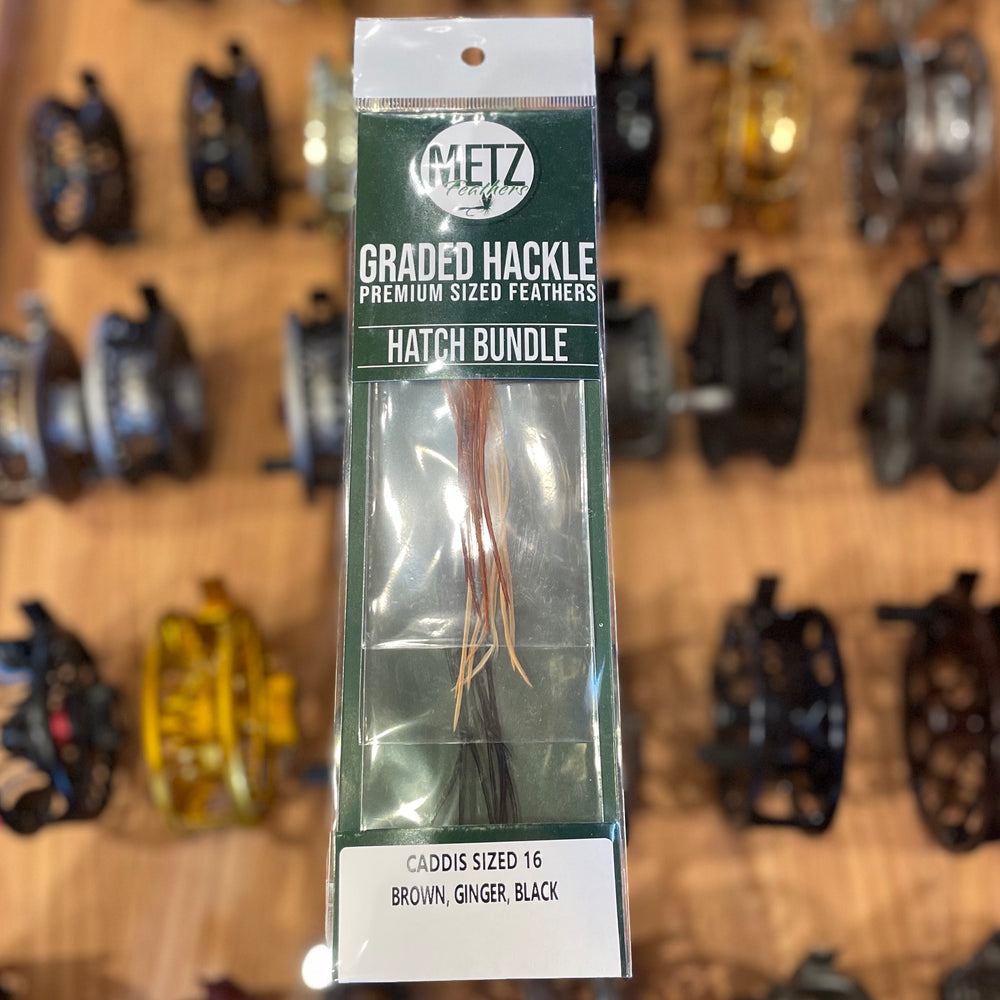 METZ
Feathers
GRADED HACKLE
PREMIUM SIZED FEATHERS
HATCH BUNDLE
CADDIS SIZED 16
BROWN, GINGER, BLACK